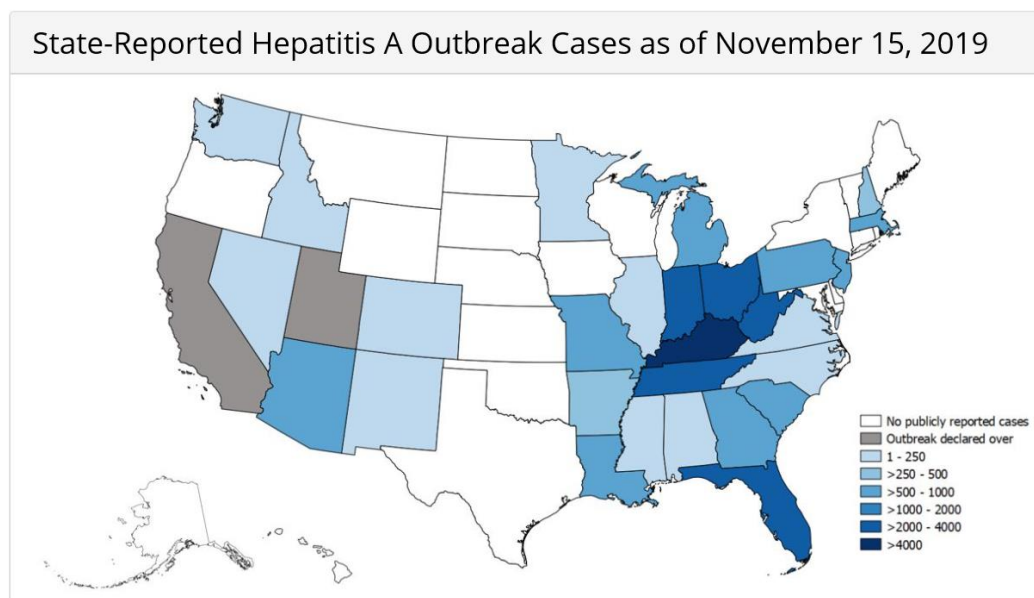 State-Reported Hepatitis A Outbreak Cases as of November 15, 2019
No publicly reported cases
Outbreak declared over
1 - 250
>250 - 500
>500 - 1000
>1000 - 2000
>2000 - 4000
>4000